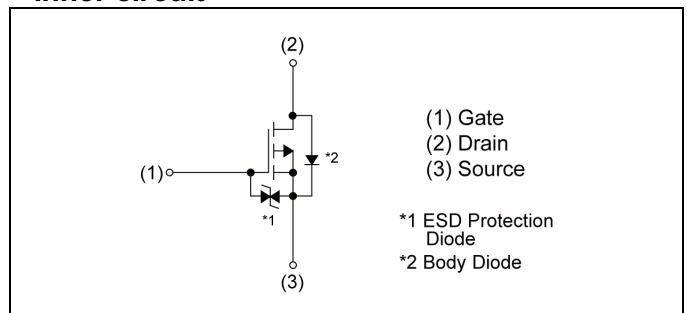 Inner circuit
(2)
(1)
*2
*1
(3)
(1) Gate
(2) Drain
(3) Source
*1 ESD Protection
Diode
*2 Body Diode